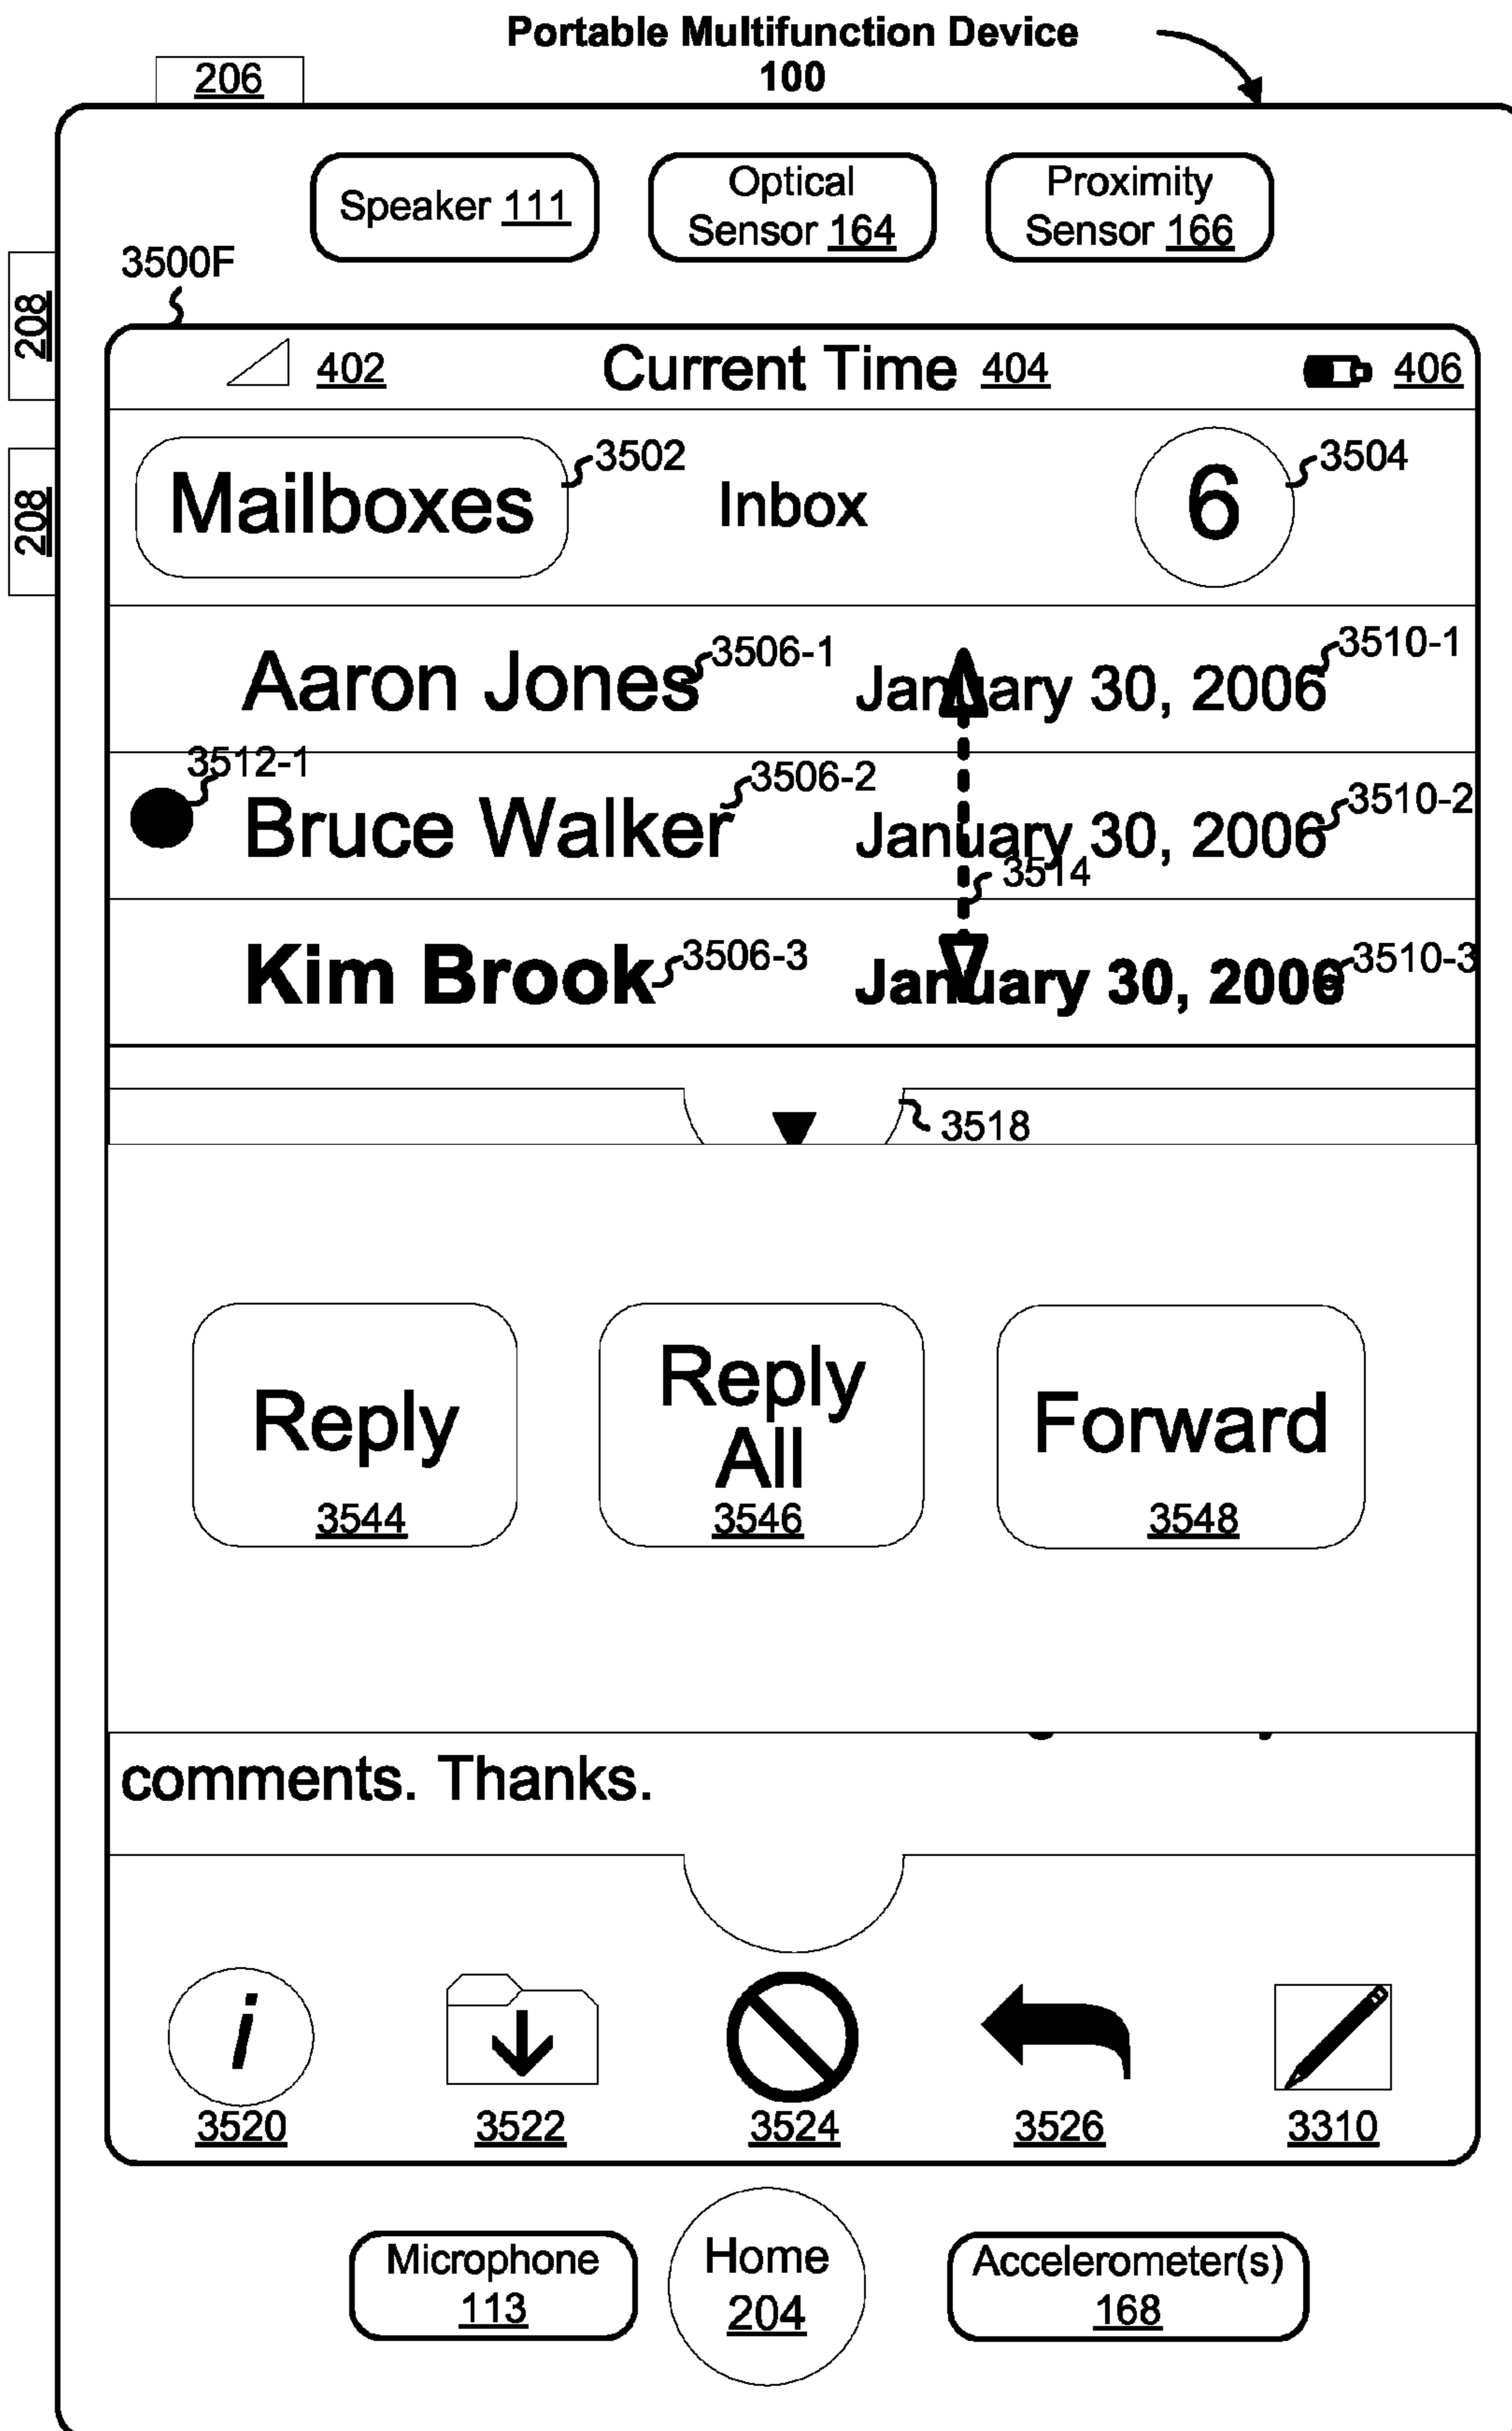 Portable Multifunction Device
100
206
Speaker 111
Optical
Sensor 164
Proximity
Sensor 166
3500F
208
208
402
Current Time 404
406
Mailboxes
3502
Inbox
6
3504
Aaron Jones
3506-1
January 30, 2006
3510-1
3512-1
Bruce Walker
3506-2
January 30, 2006
3510-2
3514
Kim Brook
3506-3
January 30, 2006
3510-3
3518
Reply
3544
Reply
All
3546
Forward
3548
comments. Thanks.
i
3520
3522
3524
3526
3310
Microphone
113
Home
204
Accelerometer(s)
168